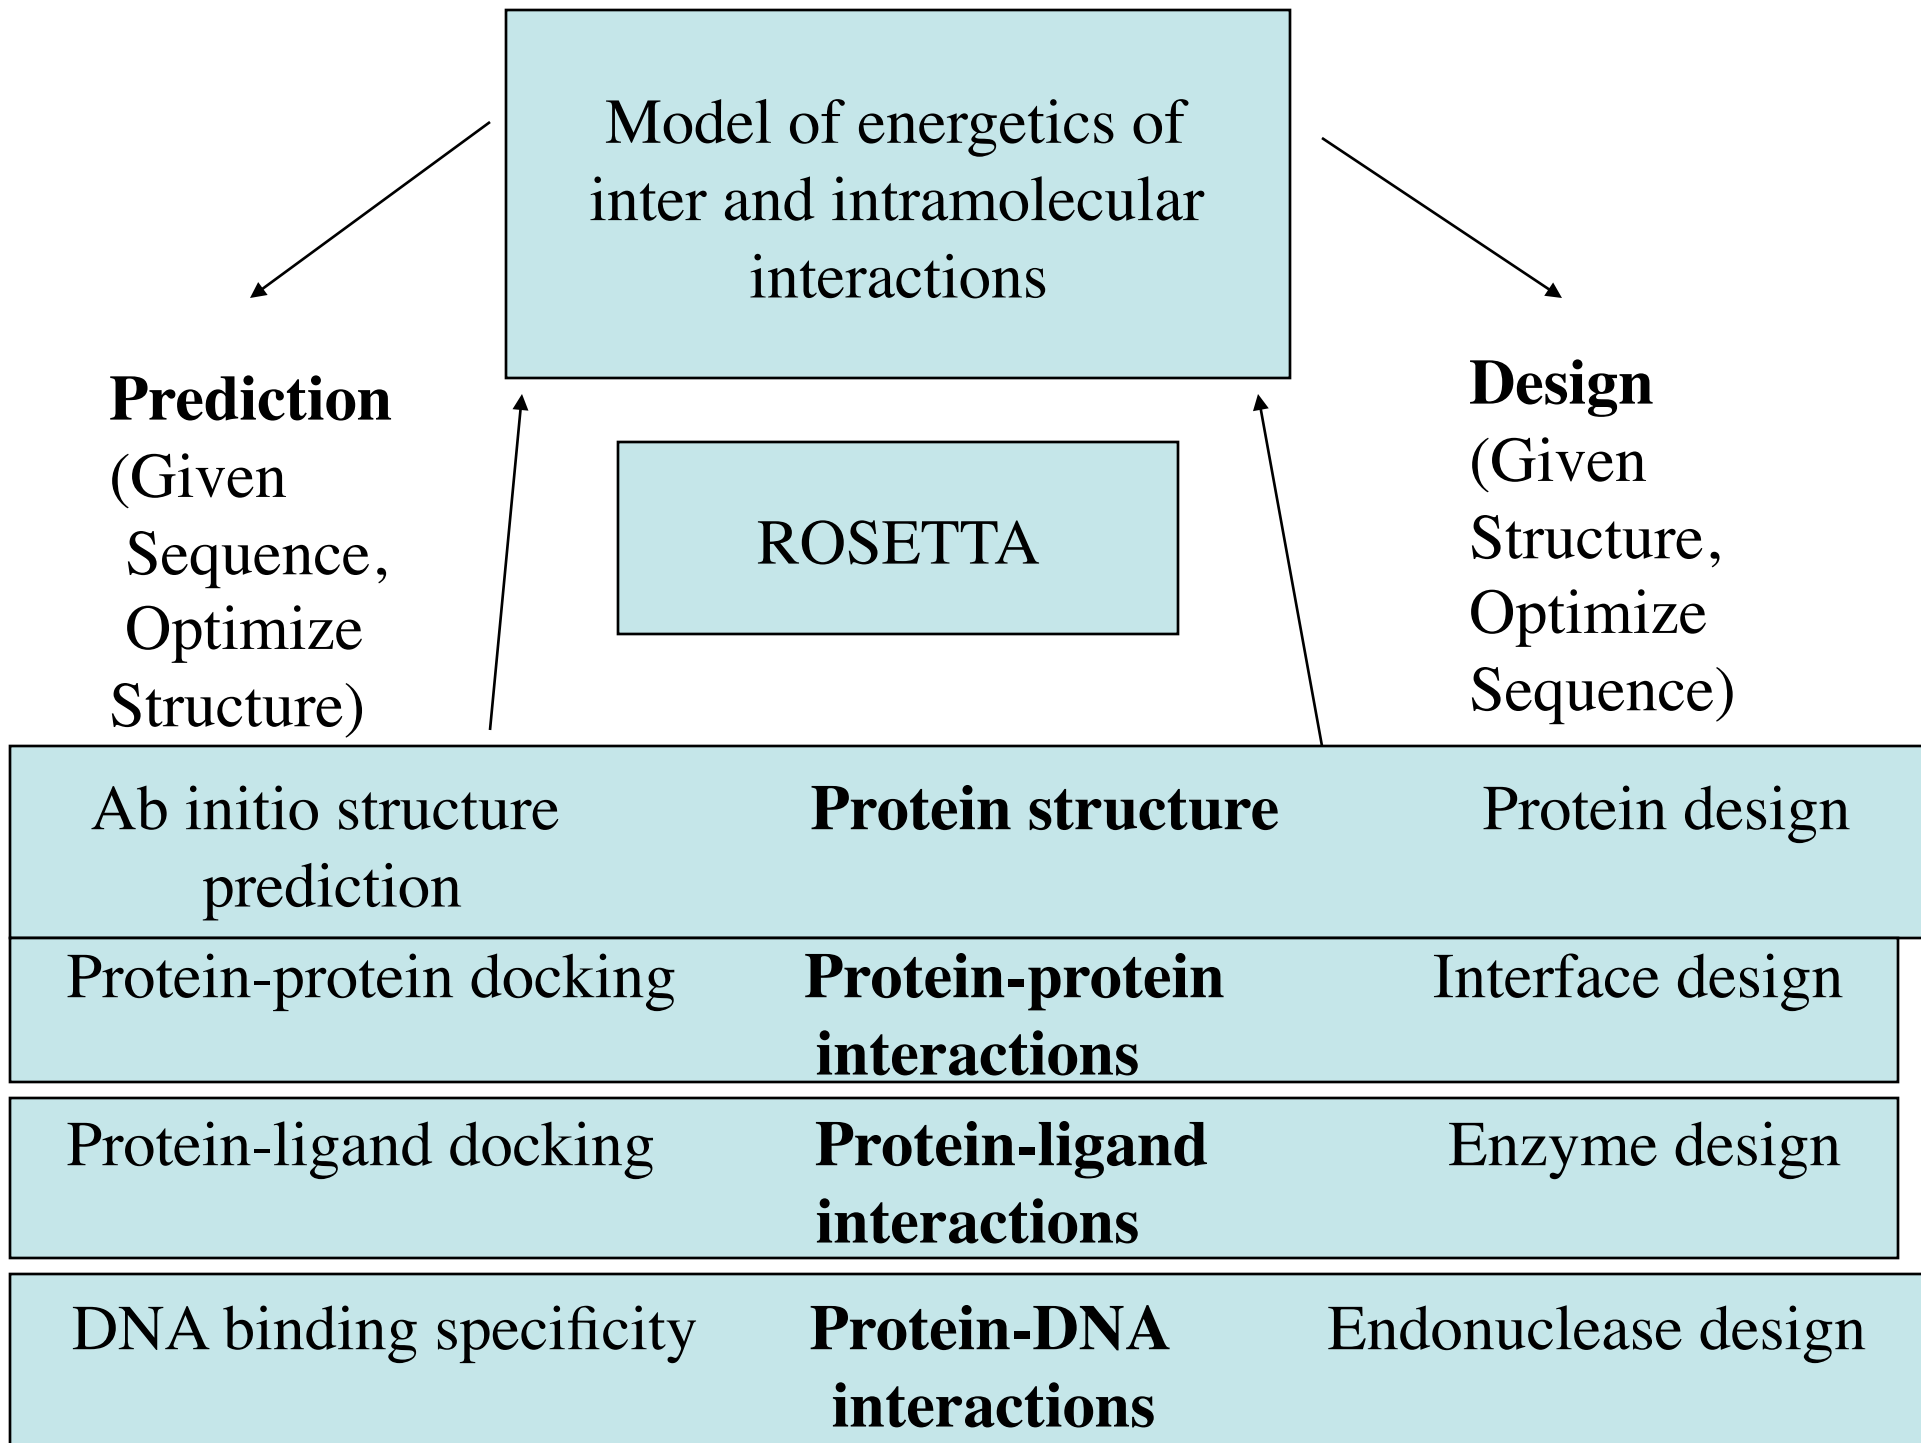 Model of energetics of
inter and intramolecular
interactions
Prediction
(Given
Sequence,
Optimize
Structure)
ROSETTA
Design
(Given
Structure,
Optimize
Sequence)
Ab initio structure
prediction
Protein structure
Protein design
Protein-protein docking
Protein-protein
interactions
Interface design
Protein-ligand docking
Protein-ligand
interactions
Enzyme design
DNA binding specificity
Protein-DNA
interactions
Endonuclease design